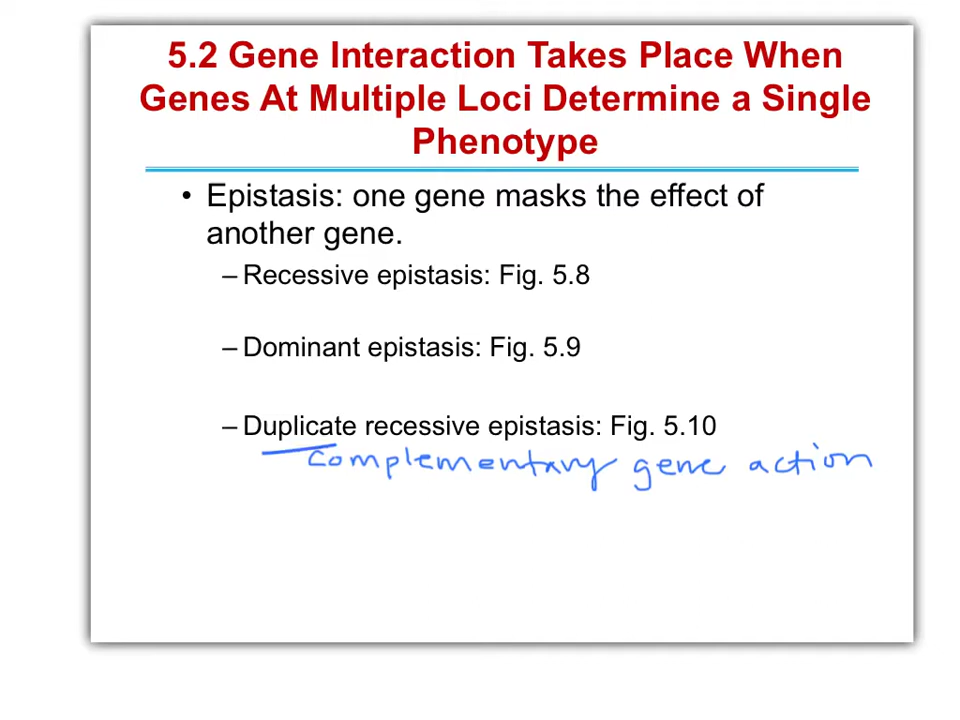 5.2 Gene Interaction Takes Place When
Genes At Multiple Loci Determine a Single
Phenotype
• Epistasis: one gene masks the effect of
another gene.
– Recessive epistasis: Fig. 5.8
– Dominant epistasis: Fig. 5.9
– Duplicate recessive epistasis: Fig. 5.10
complementary gene action